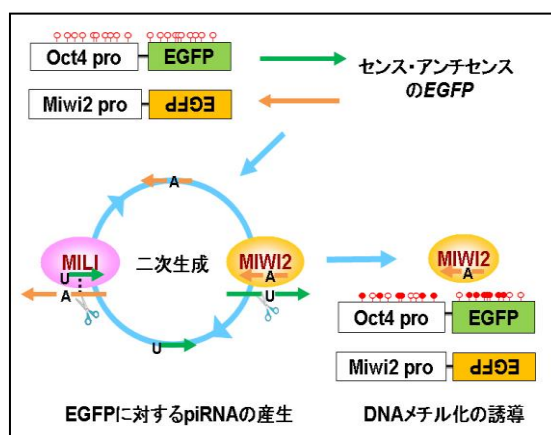 Oct4 pro EGFP
センス・アンチセンス
のEGFP
Miwi2 pro EGFP
A
MILI
U
A
二次生成
MIWI2
A
U
U
MIWI2
A
Oct4 pro EGFP
Miwi2 pro EGFP
EGFPに対するpiRNAの産生
DNAメチル化の誘導